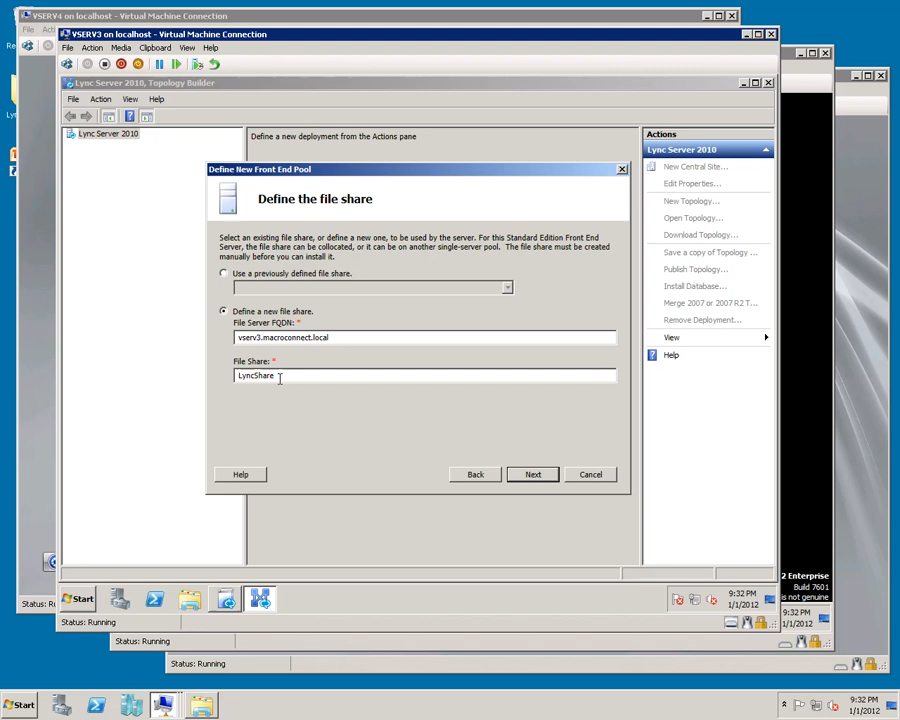 VSERV4 on localhost - Virtual Machine Connection
VSERV3 on localhost - Virtual Machine Connection
File Action Media Clipboard View Help
Lync Server 2010, Topology Builder
File Action View Help
Lync Server 2010
Define a new deployment from the Actions pane
Actions
Lync Server 2010
New Central Site...
Edit Properties...
New Topology...
Open Topology...
Download Topology...
Save a copy of Topology ...
Publish Topology...
Install Database...
Merge 2007 or 2007 R2 T...
Remove Deployment...
View
Help
Define New Front End Pool
Define the file share
Select an existing file share, or define a new one, to be used by the server. For this Standard Edition Front End
Server, the file share can be collocated, or it can be on another single-server pool. The file share must be created
manually before you can install it.
Use a previously defined file share.
Define a new file share.
File Server FQDN: *
vserv3.macroconnect.local
File Share: *
LyncShare
Help Back Next Cancel
2 Enterprise
Build 7601
is not genuine
Start
9:32 PM
1/1/2012
Status: Running
9:32 PM
1/1/2012
Status: Running
Status: Running
Start
9:32 PM
1/1/2012